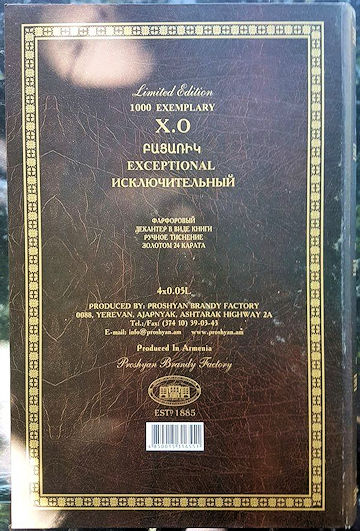 Limited Edition
1000 EXEMPLARY
X.O
ԲԱՑԱՌԻԿ
EXCEPTIONAL
ИСКЛЮЧИТЕЛЬНЫЙ
ФАРФОРОВЫЙ
ДЕКАНТЕР В ВИДЕ КНИГИ
РУЧНОЕ ТИСНЕНИЕ
ЗОЛОТОМ 24 КАРАТА
4x0.05L
PRODUCED BY: PROSHYAN BRANDY FACTORY
0088, YEREVAN, AJAPNYAK, ASHTARAK HIGHWAY 2A
Tel.:/Fax: (374 10) 39-03-43
E-mail: info@proshyan.am www.proshyan.am
Produced In Armenia
Proshyan Brandy Factory
ESTD 1885